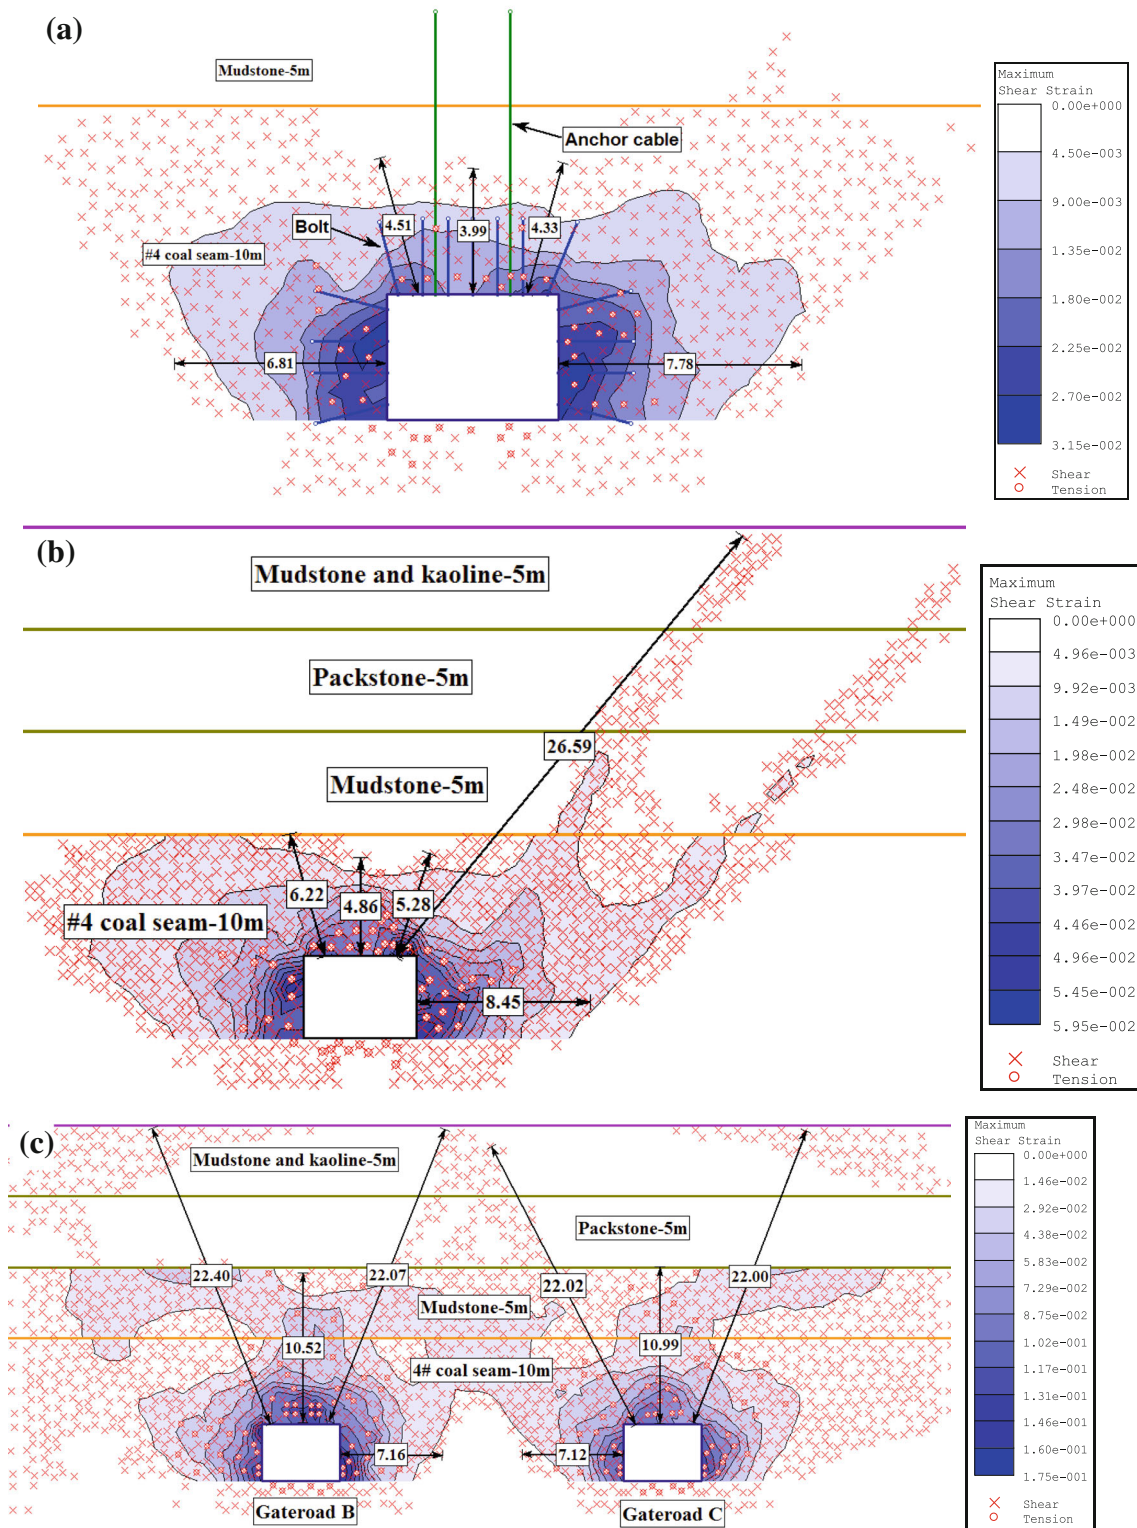 (a)
Mudstone-5m
Anchor cable
4.51
3.99
4.33
Bolt
#4 coal seam-10m
6.81
7.78
Maximum
Shear Strain
0.00e+000
4.50e-003
9.00e-003
1.35e-002
1.80e-002
2.25e-002
2.70e-002
3.15e-002
Shear
Tension
(b)
Mudstone and kaoline-5m
Packstone-5m
26.59
Mudstone-5m
6.22
4.86
5.28
#4 coal seam-10m
8.45
Maximum
Shear Strain
0.00e+000
4.96e-003
9.92e-003
1.49e-002
1.98e-002
2.48e-002
2.98e-002
3.47e-002
3.97e-002
4.46e-002
4.96e-002
5.45e-002
5.95e-002
Shear
Tension
(c)
Mudstone and kaoline-5m
Packstone-5m
22.40
22.07
22.02
22.00
Mudstone-5m
10.52
10.99
4# coal seam-10m
7.16
7.12
Gateroad B
Gateroad C
Maximum
Shear Strain
0.00e+000
1.46e-002
2.92e-002
4.38e-002
5.83e-002
7.29e-002
8.75e-002
1.02e-001
1.17e-001
1.31e-001
1.46e-001
1.60e-001
1.75e-001
Shear
Tension